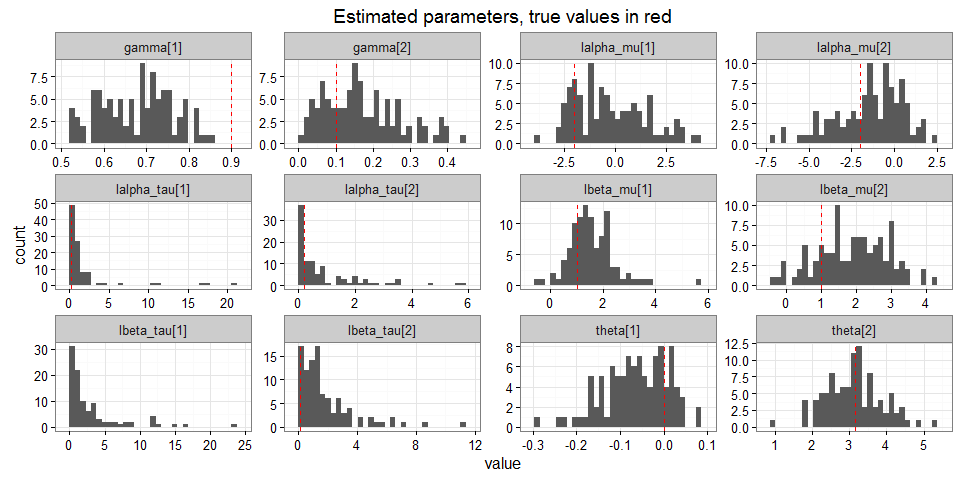 Estimated parameters, true values in red
gamma[1] gamma[2] lalpha_mu[1] lalpha_mu[2]
7.5 7.5 10.0 10.0
5.0 5.0 7.5 7.5
2.5 2.5 5.0 5.0
0.0 0.0 2.5 2.5
0.0 0.0
0.5 0.6 0.7 0.8 0.9 0.0 0.1 0.2 0.3 0.4 -2.5 0.0 2.5 -7.5 -5.0 -2.5 0.0 2.5
lalpha_tau[1] lalpha_tau[2] lbeta_mu[1] lbeta_mu[2]
50 30 10 10.0
40 20 5 7.5
30 10 0 5.0
20 0 2.5
10 0.0
0
0 5 10 15 20 0 2 4 6 0 2 4 6 0 1 2 3 4
lbeta_tau[1] lbeta_tau[2] theta[1] theta[2]
30 15 8 12.5
20 10 6 10.0
10 5 4 7.5
0 0 2 5.0
0 2.5
0.0
0 5 10 15 20 25 0 4 8 12 -0.3 -0.2 -0.1 0.0 0.1 1 2 3 4 5
count
value